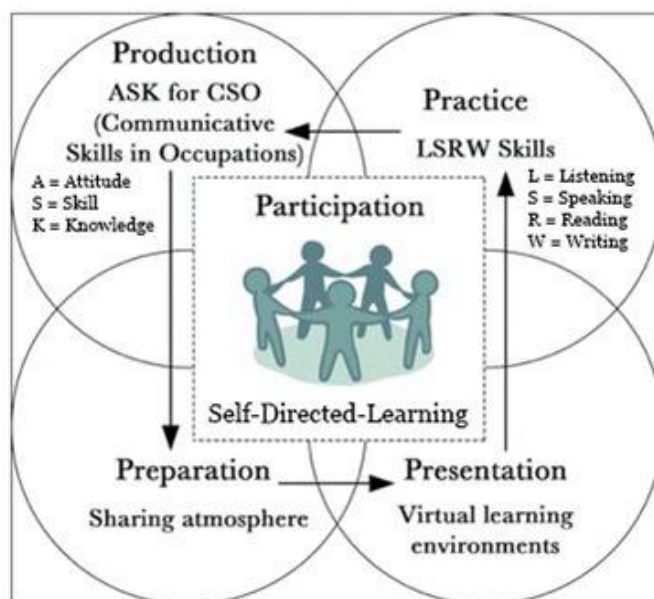 Production
ASK for CSO
(Communicative
Skills in Occupations)
A = Attitude
S = Skill
K = Knowledge
Practice
LSRW Skills
L = Listening
S = Speaking
R = Reading
W = Writing
Participation
Self-Directed-Learning
Preparation
Sharing atmosphere
Presentation
Virtual learning
environments